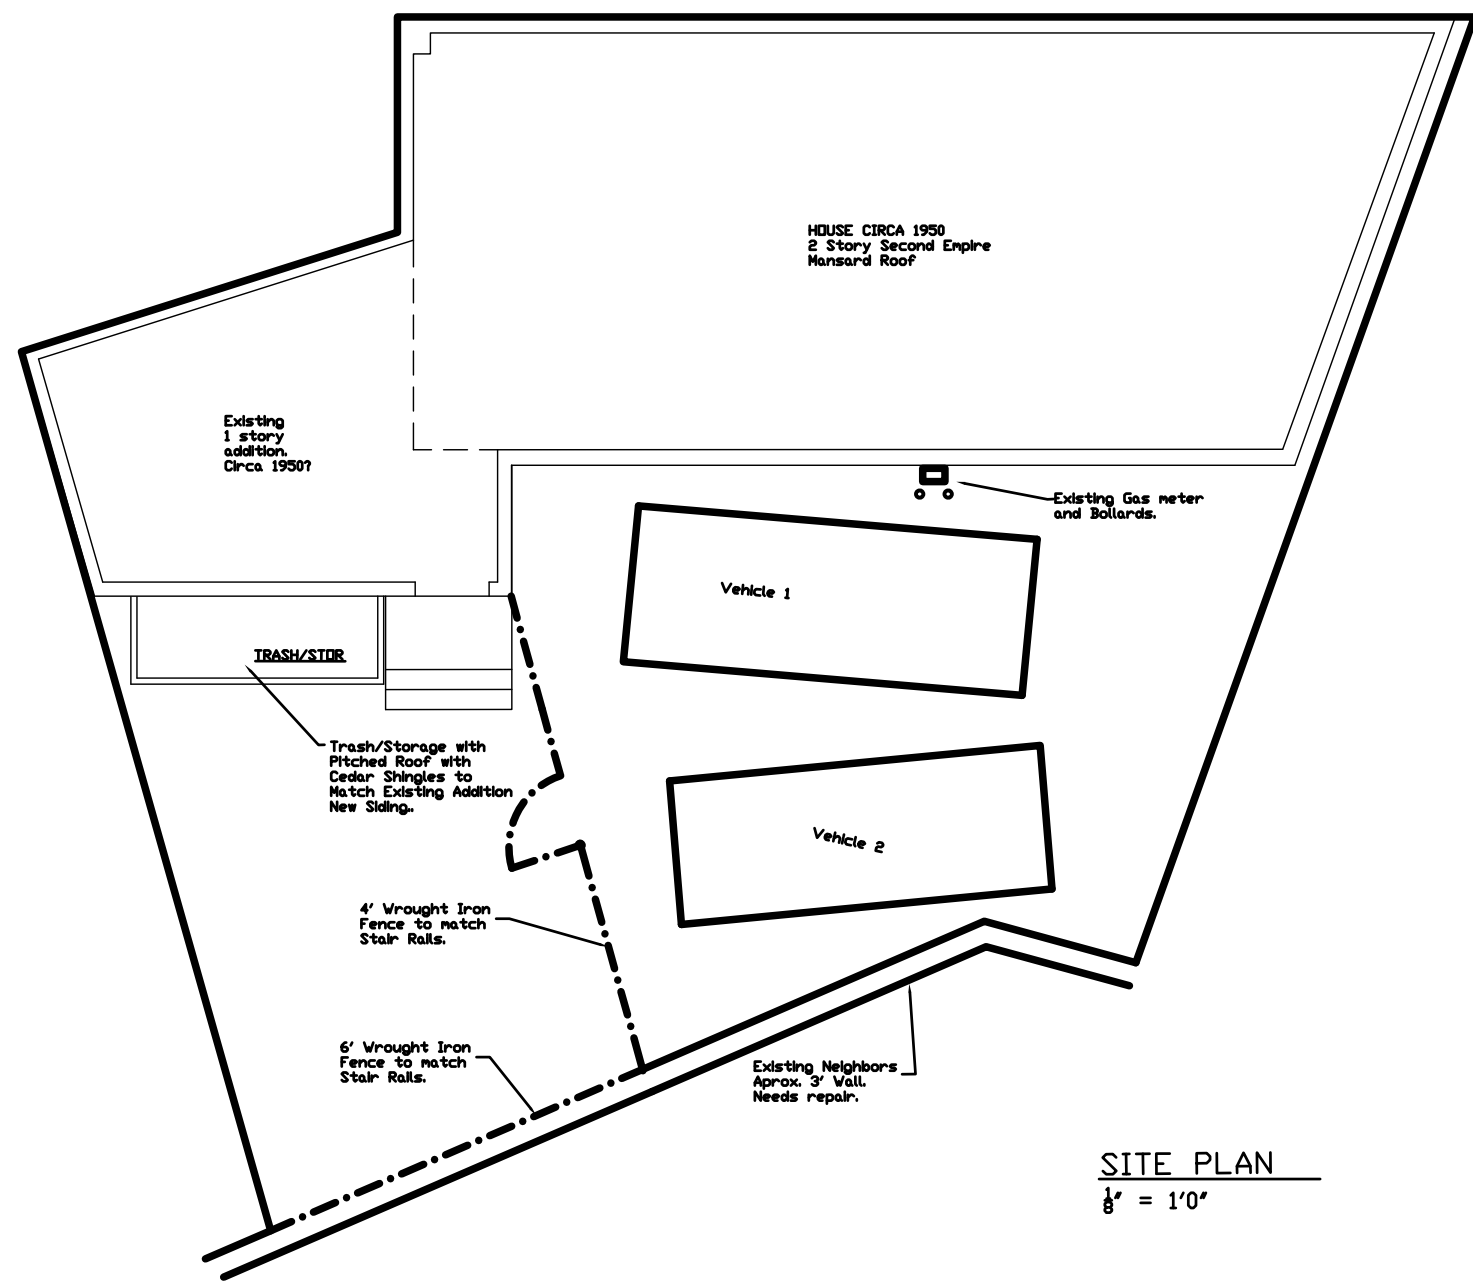 HOUSE CIRCA 1950
2 Story Second Empire
Mansard Roof
Existing
1 story
addition.
Circa 1950?
Existing Gas meter
and Bollards.
Vehicle 1
TRASH/STOR
Trash/Storage with
Pitched Roof with
Cedar Shingles to
Match Existing Addition
New Siding..
Vehicle 2
4' Wrought Iron
Fence to match
Stair Rails.
6' Wrought Iron
Fence to match
Stair Rails.
Existing Neighbors
Aprox. 3' Wall.
Needs repair.
SITE PLAN
1/8" = 1'0"